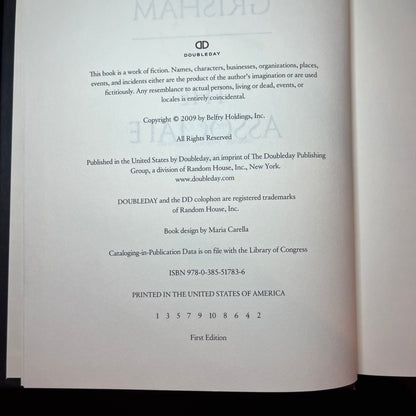 GRISHAM
DD
DOUBLEDAY
This book is a work of fiction. Names, characters, businesses, organizations, places,
events, and incidents either are the product of the author's imagination or are used
fictitiously. Any resemblance to actual persons, living or dead, events, or
locales is entirely coincidental.
Copyright © 2009 by Belfry Holdings, Inc.
ASSOCIATE
All Rights Reserved
Published in the United States by Doubleday, an imprint of The Doubleday Publishing
Group, a division of Random House, Inc., New York.
www.doubleday.com
DOUBLEDAY and the DD colophon are registered trademarks
of Random House, Inc.
Book design by Maria Carella
Cataloging-in-Publication Data is on file with the Library of Congress
ISBN 978-0-385-51783-6
PRINTED IN THE UNITED STATES OF AMERICA
1 3 5 7 9 10 8 6 4 2
First Edition